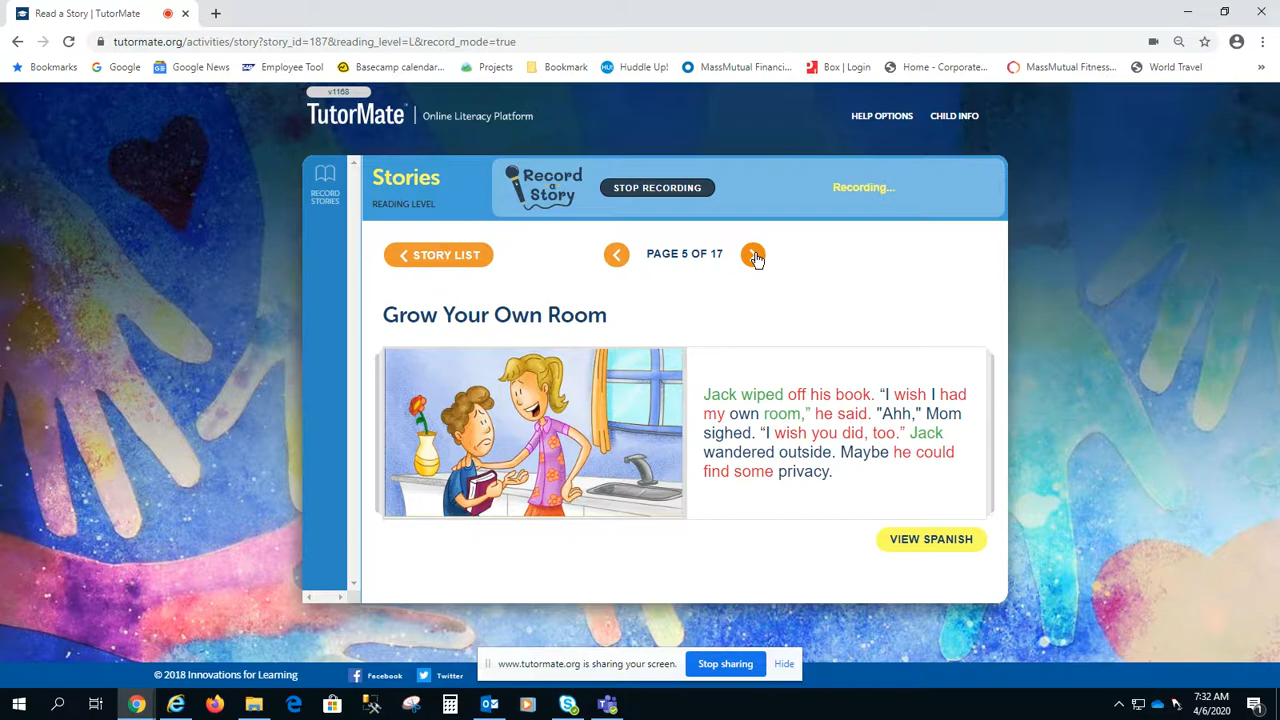 Read a Story | TutorMate
tutormate.org/activities/story?story_id=187&reading_level=L&record_mode=true
Bookmarks
Google
Google News
Employee Tool
Basecamp calendar...
Projects
Bookmark
Huddle Up!
MassMutual Financi...
Box | Login
Home - Corporate...
MassMutual Fitness...
World Travel
»
v1168
TutorMate | Online Literacy Platform
HELP OPTIONS
CHILD INFO
RECORD STORIES
Stories
READING LEVEL
Record a Story
STOP RECORDING
Recording...
STORY LIST
PAGE 5 OF 17
Grow Your Own Room
Jack wiped off his book. “I wish I had
my own room,” he said. "Ahh," Mom
sighed. “I wish you did, too.” Jack
wandered outside. Maybe he could
find some privacy.
VIEW SPANISH
www.tutormate.org is sharing your screen.
Stop sharing
Hide
© 2018 Innovations for Learning
Facebook
Twitter
7:32 AM
4/6/2020